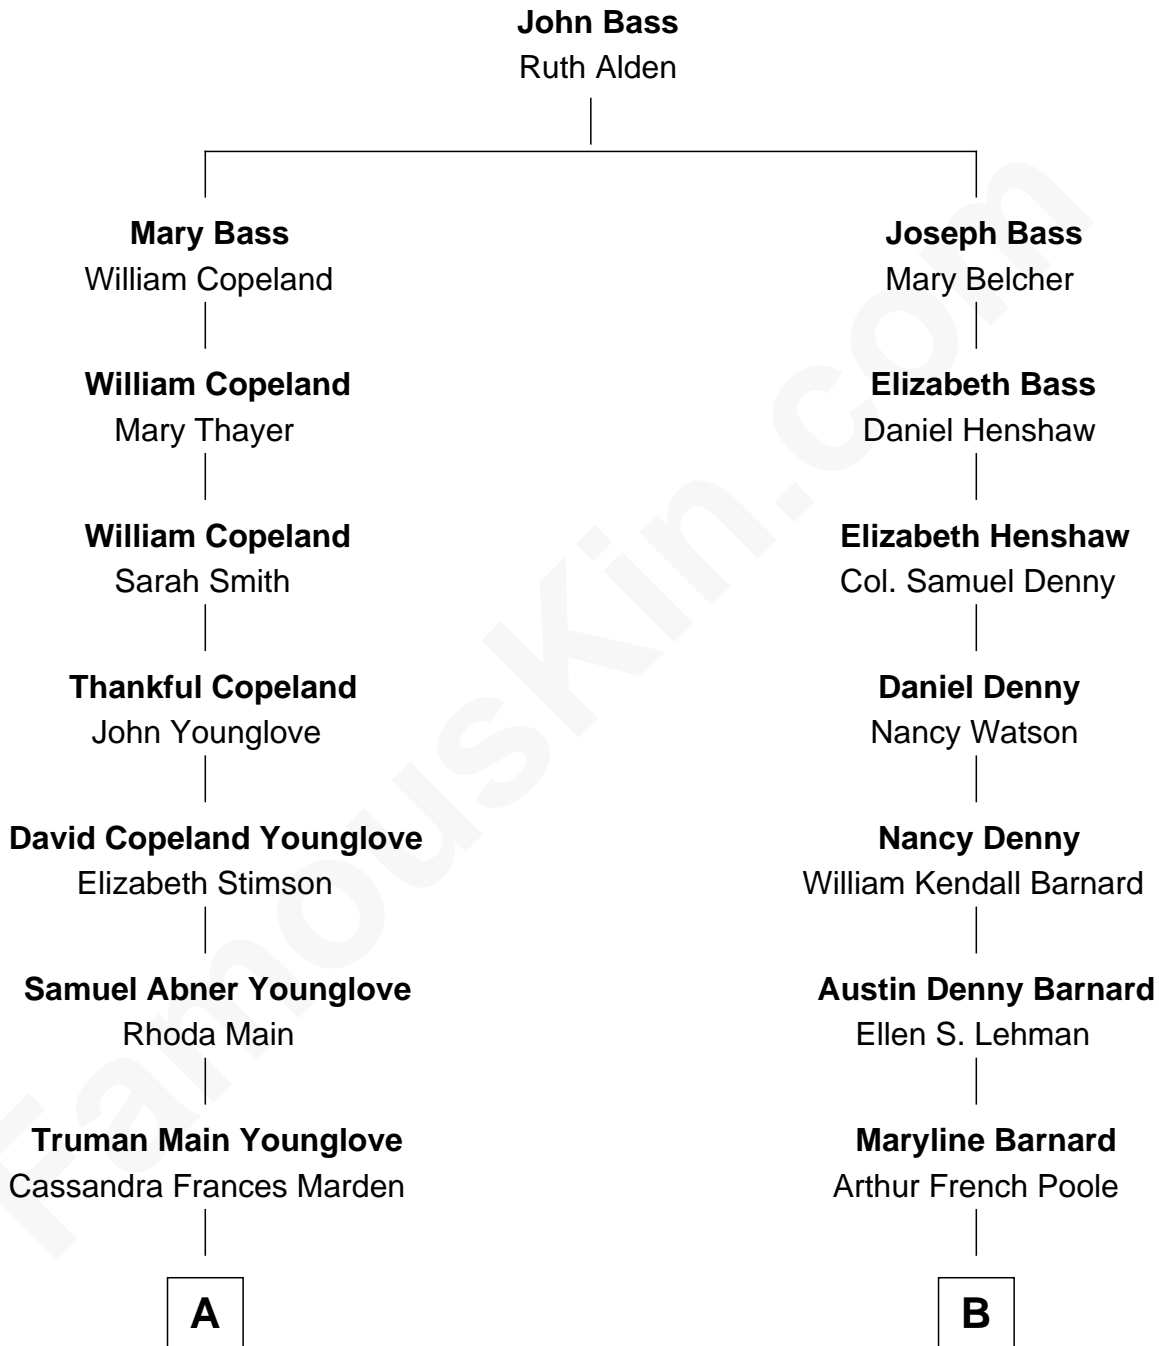 John Bass
Ruth Alden
Mary Bass
William Copeland
Joseph Bass
Mary Belcher
William Copeland
Mary Thayer
Elizabeth Bass
Daniel Henshaw
William Copeland
Sarah Smith
Elizabeth Henshaw
Col. Samuel Denny
Thankful Copeland
John Younglove
Daniel Denny
Nancy Watson
David Copeland Younglove
Elizabeth Stimson
Nancy Denny
William Kendall Barnard
Samuel Abner Younglove
Rhoda Main
Austin Denny Barnard
Ellen S. Lehman
Truman Main Younglove
Cassandra Frances Marden
Maryline Barnard
Arthur French Poole
A
B
FamousKin.com